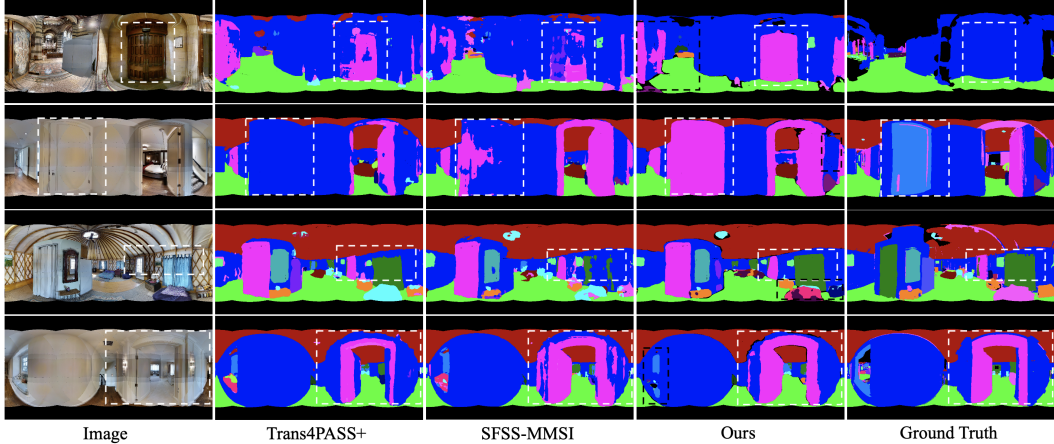 Image
Trans4PASS+
SFSS-MMSI
Ours
Ground Truth